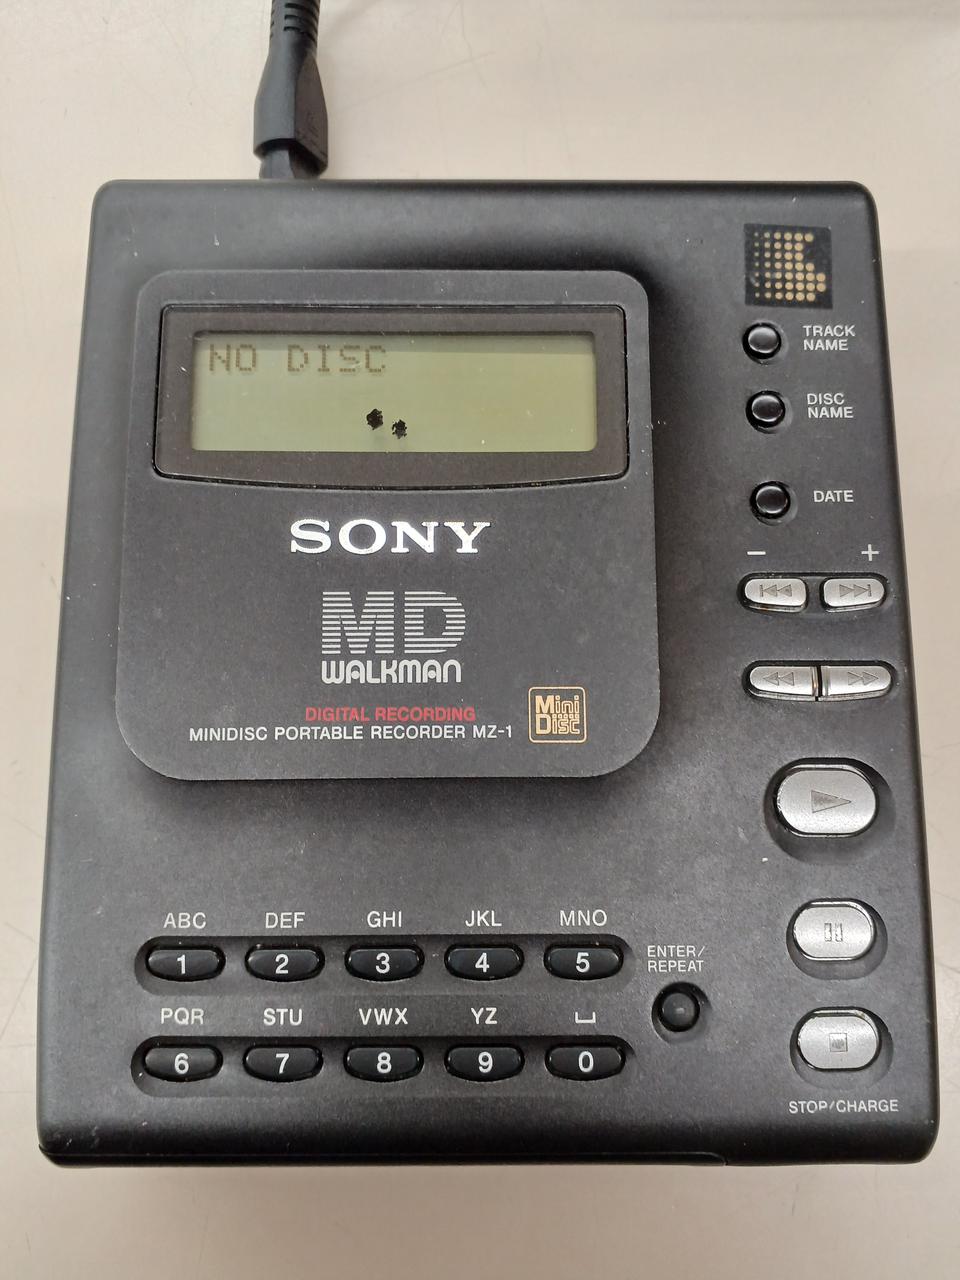 NO DISC
SONY
MD
WALKMAN
DIGITAL RECORDING
MINIDISC PORTABLE RECORDER MZ-1
Mini
Disc
TRACK
NAME
DISC
NAME
DATE
− +
ABC DEF GHI JKL MNO
1 2 3 4 5
ENTER/
REPEAT
PQR STU VWX YZ ⎵
6 7 8 9 0
STOP/CHARGE